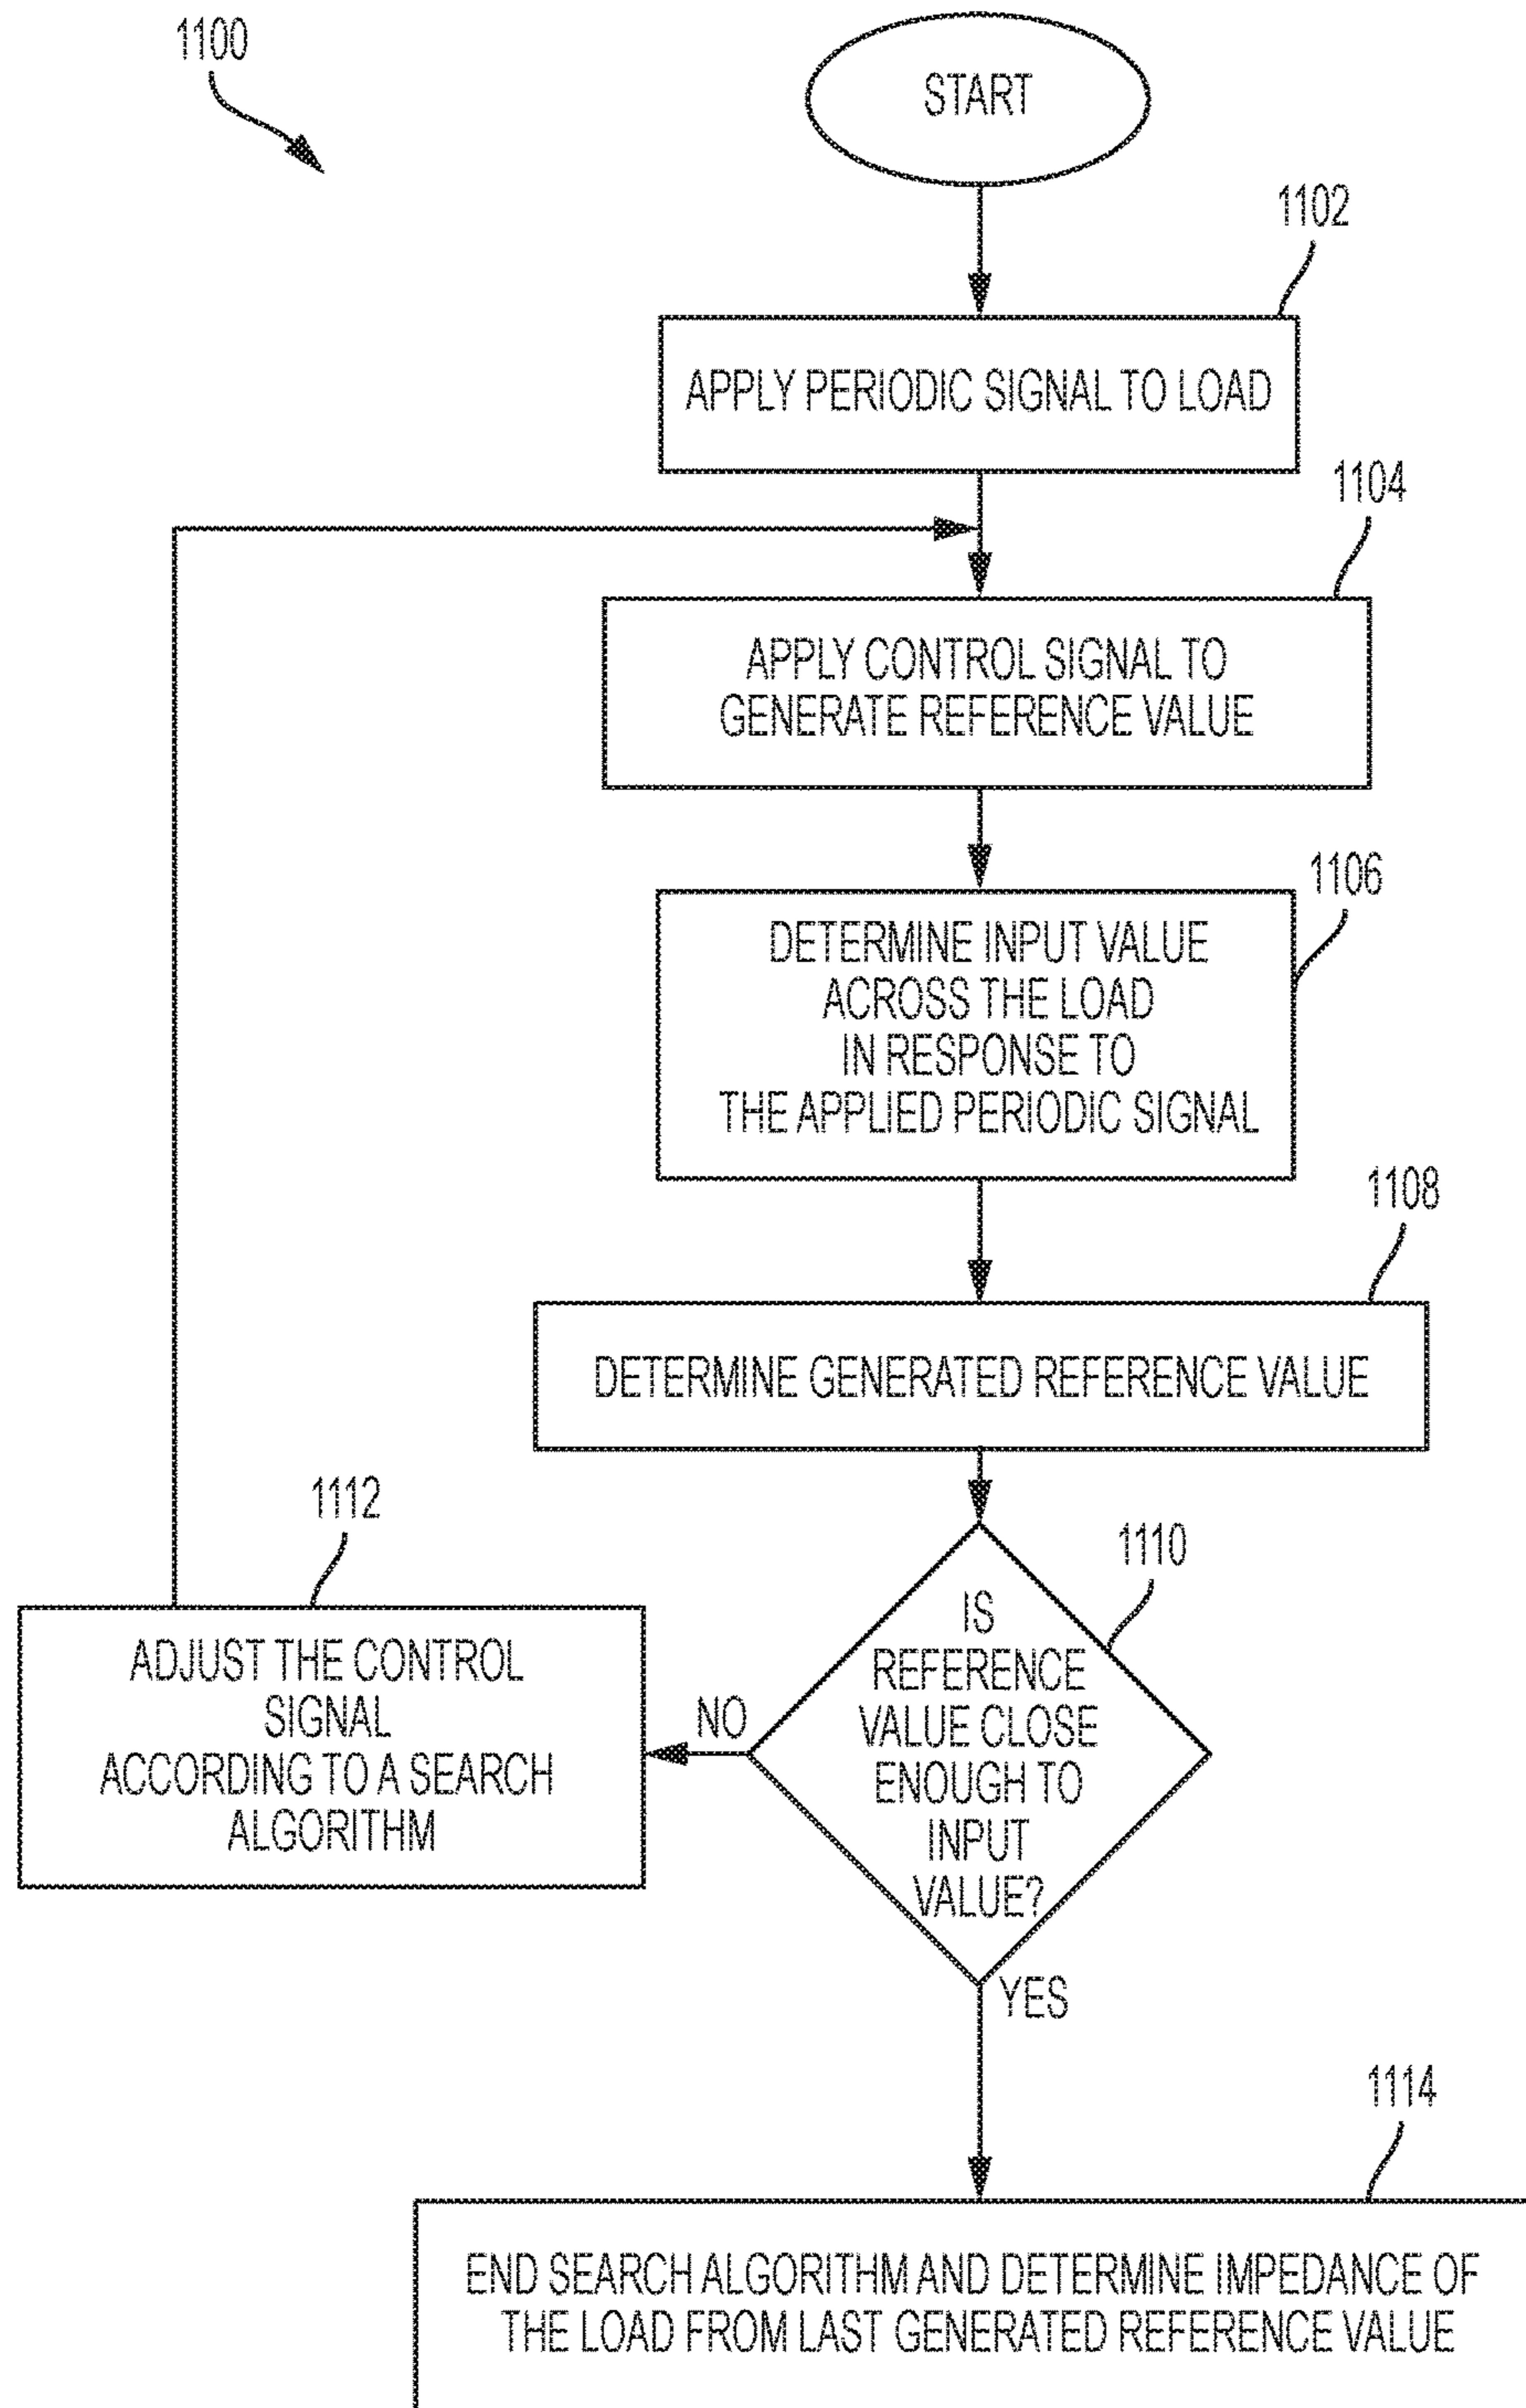 1100
START
1102
APPLY PERIODIC SIGNAL TO LOAD
1104
APPLY CONTROL SIGNAL TO
GENERATE REFERENCE VALUE
1106
DETERMINE INPUT VALUE
ACROSS THE LOAD
IN RESPONSE TO
THE APPLIED PERIODIC SIGNAL
1108
DETERMINE GENERATED REFERENCE VALUE
1110
IS
REFERENCE
VALUE CLOSE
ENOUGH TO
INPUT
VALUE?
NO
1112
ADJUST THE CONTROL
SIGNAL
ACCORDING TO A SEARCH
ALGORITHM
YES
1114
END SEARCH ALGORITHM AND DETERMINE IMPEDANCE OF
THE LOAD FROM LAST GENERATED REFERENCE VALUE